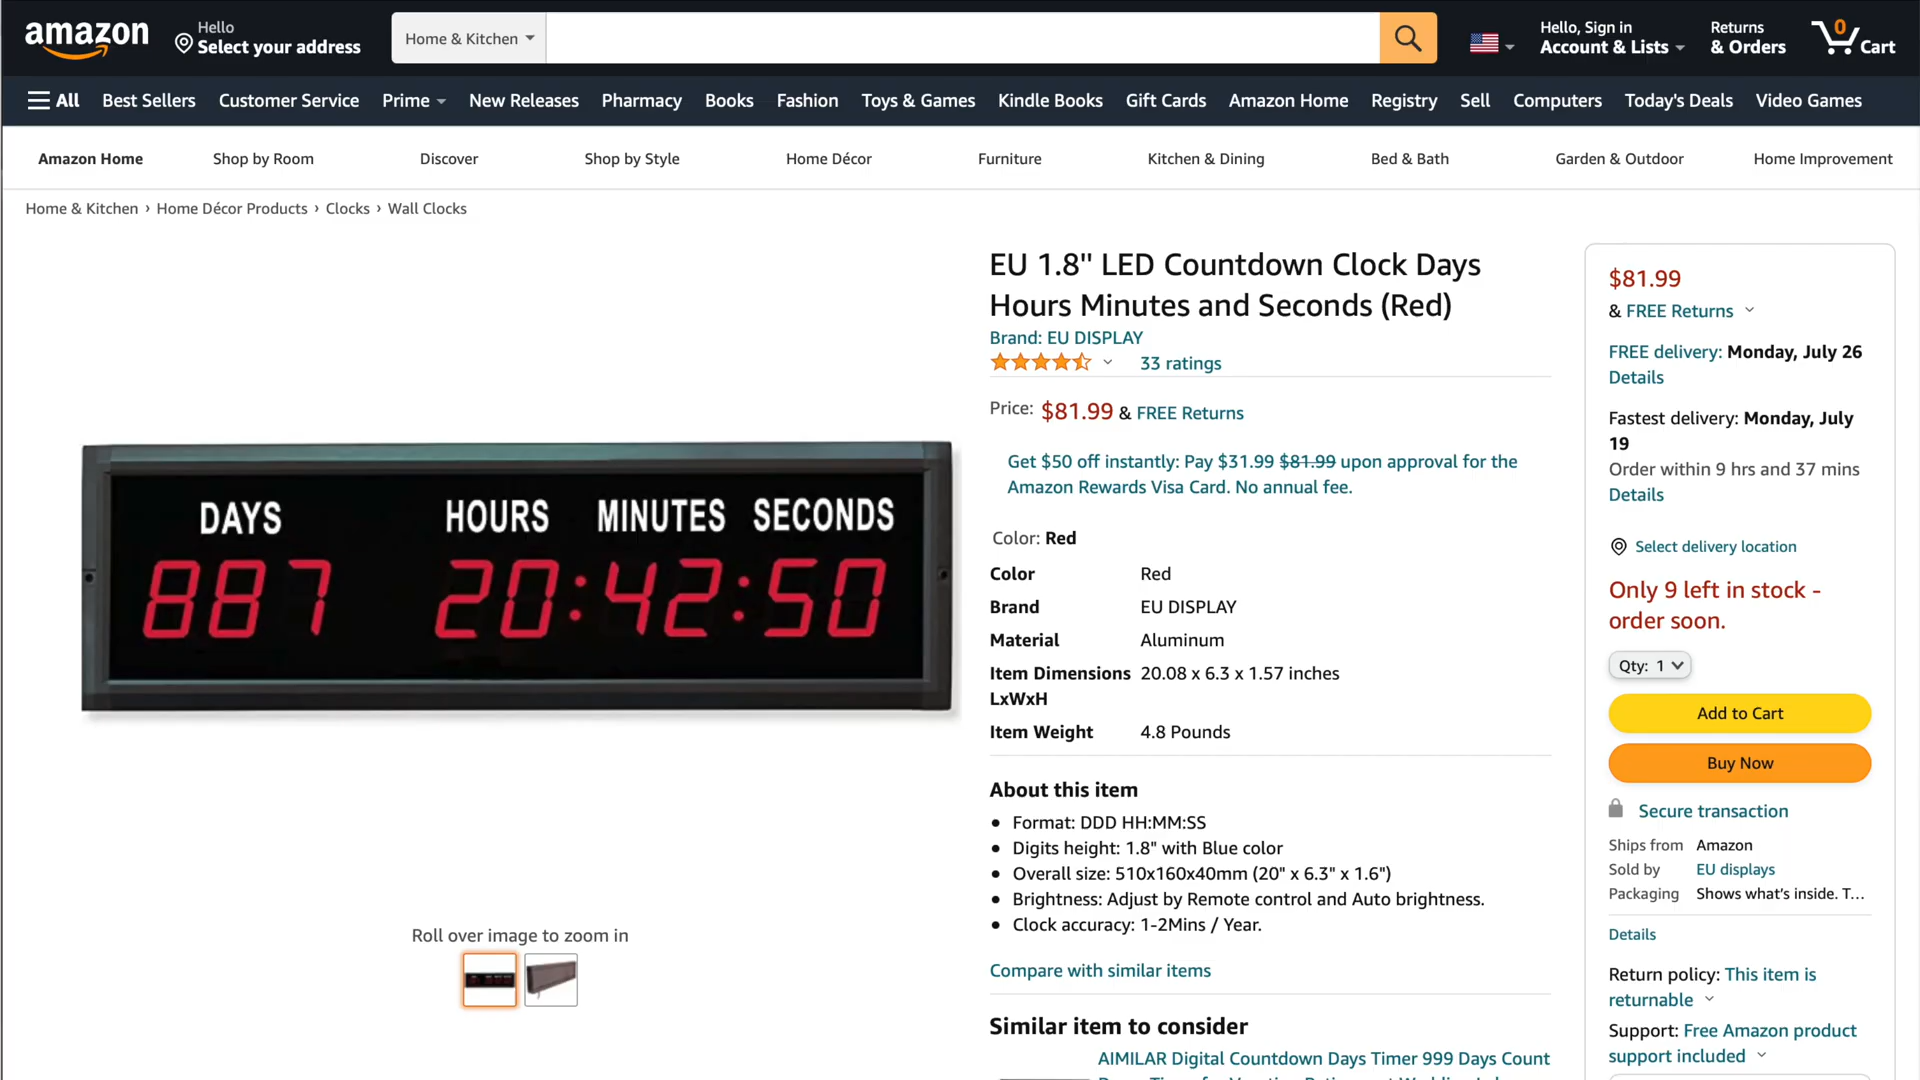 amazon
Hello
Select your address
Home & Kitchen
Hello, Sign in
Account & Lists
Returns
& Orders
0
Cart
All
Best Sellers
Customer Service
Prime
New Releases
Pharmacy
Books
Fashion
Toys & Games
Kindle Books
Gift Cards
Amazon Home
Registry
Sell
Computers
Today's Deals
Video Games
Amazon Home
Shop by Room
Discover
Shop by Style
Home Décor
Furniture
Kitchen & Dining
Bed & Bath
Garden & Outdoor
Home Improvement
Home & Kitchen › Home Décor Products › Clocks › Wall Clocks
DAYS HOURS MINUTES SECONDS
887 20:42:50
Roll over image to zoom in
EU 1.8" LED Countdown Clock Days
Hours Minutes and Seconds (Red)
Brand: EU DISPLAY
33 ratings
Price: $81.99 & FREE Returns
Get $50 off instantly: Pay $31.99 $81.99 upon approval for the
Amazon Rewards Visa Card. No annual fee.
Color: Red
Color Red
Brand EU DISPLAY
Material Aluminum
Item Dimensions 20.08 x 6.3 x 1.57 inches
LxWxH
Item Weight 4.8 Pounds
About this item
• Format: DDD HH:MM:SS
• Digits height: 1.8" with Blue color
• Overall size: 510x160x40mm (20" x 6.3" x 1.6")
• Brightness: Adjust by Remote control and Auto brightness.
• Clock accuracy: 1-2Mins / Year.
Compare with similar items
Similar item to consider
AIMILAR Digital Countdown Days Timer 999 Days Count
$81.99
& FREE Returns
FREE delivery: Monday, July 26
Details
Fastest delivery: Monday, July
19
Order within 9 hrs and 37 mins
Details
Select delivery location
Only 9 left in stock -
order soon.
Qty: 1
Add to Cart
Buy Now
Secure transaction
Ships from Amazon
Sold by EU displays
Packaging Shows what's inside. T…
Details
Return policy: This item is
returnable
Support: Free Amazon product
support included